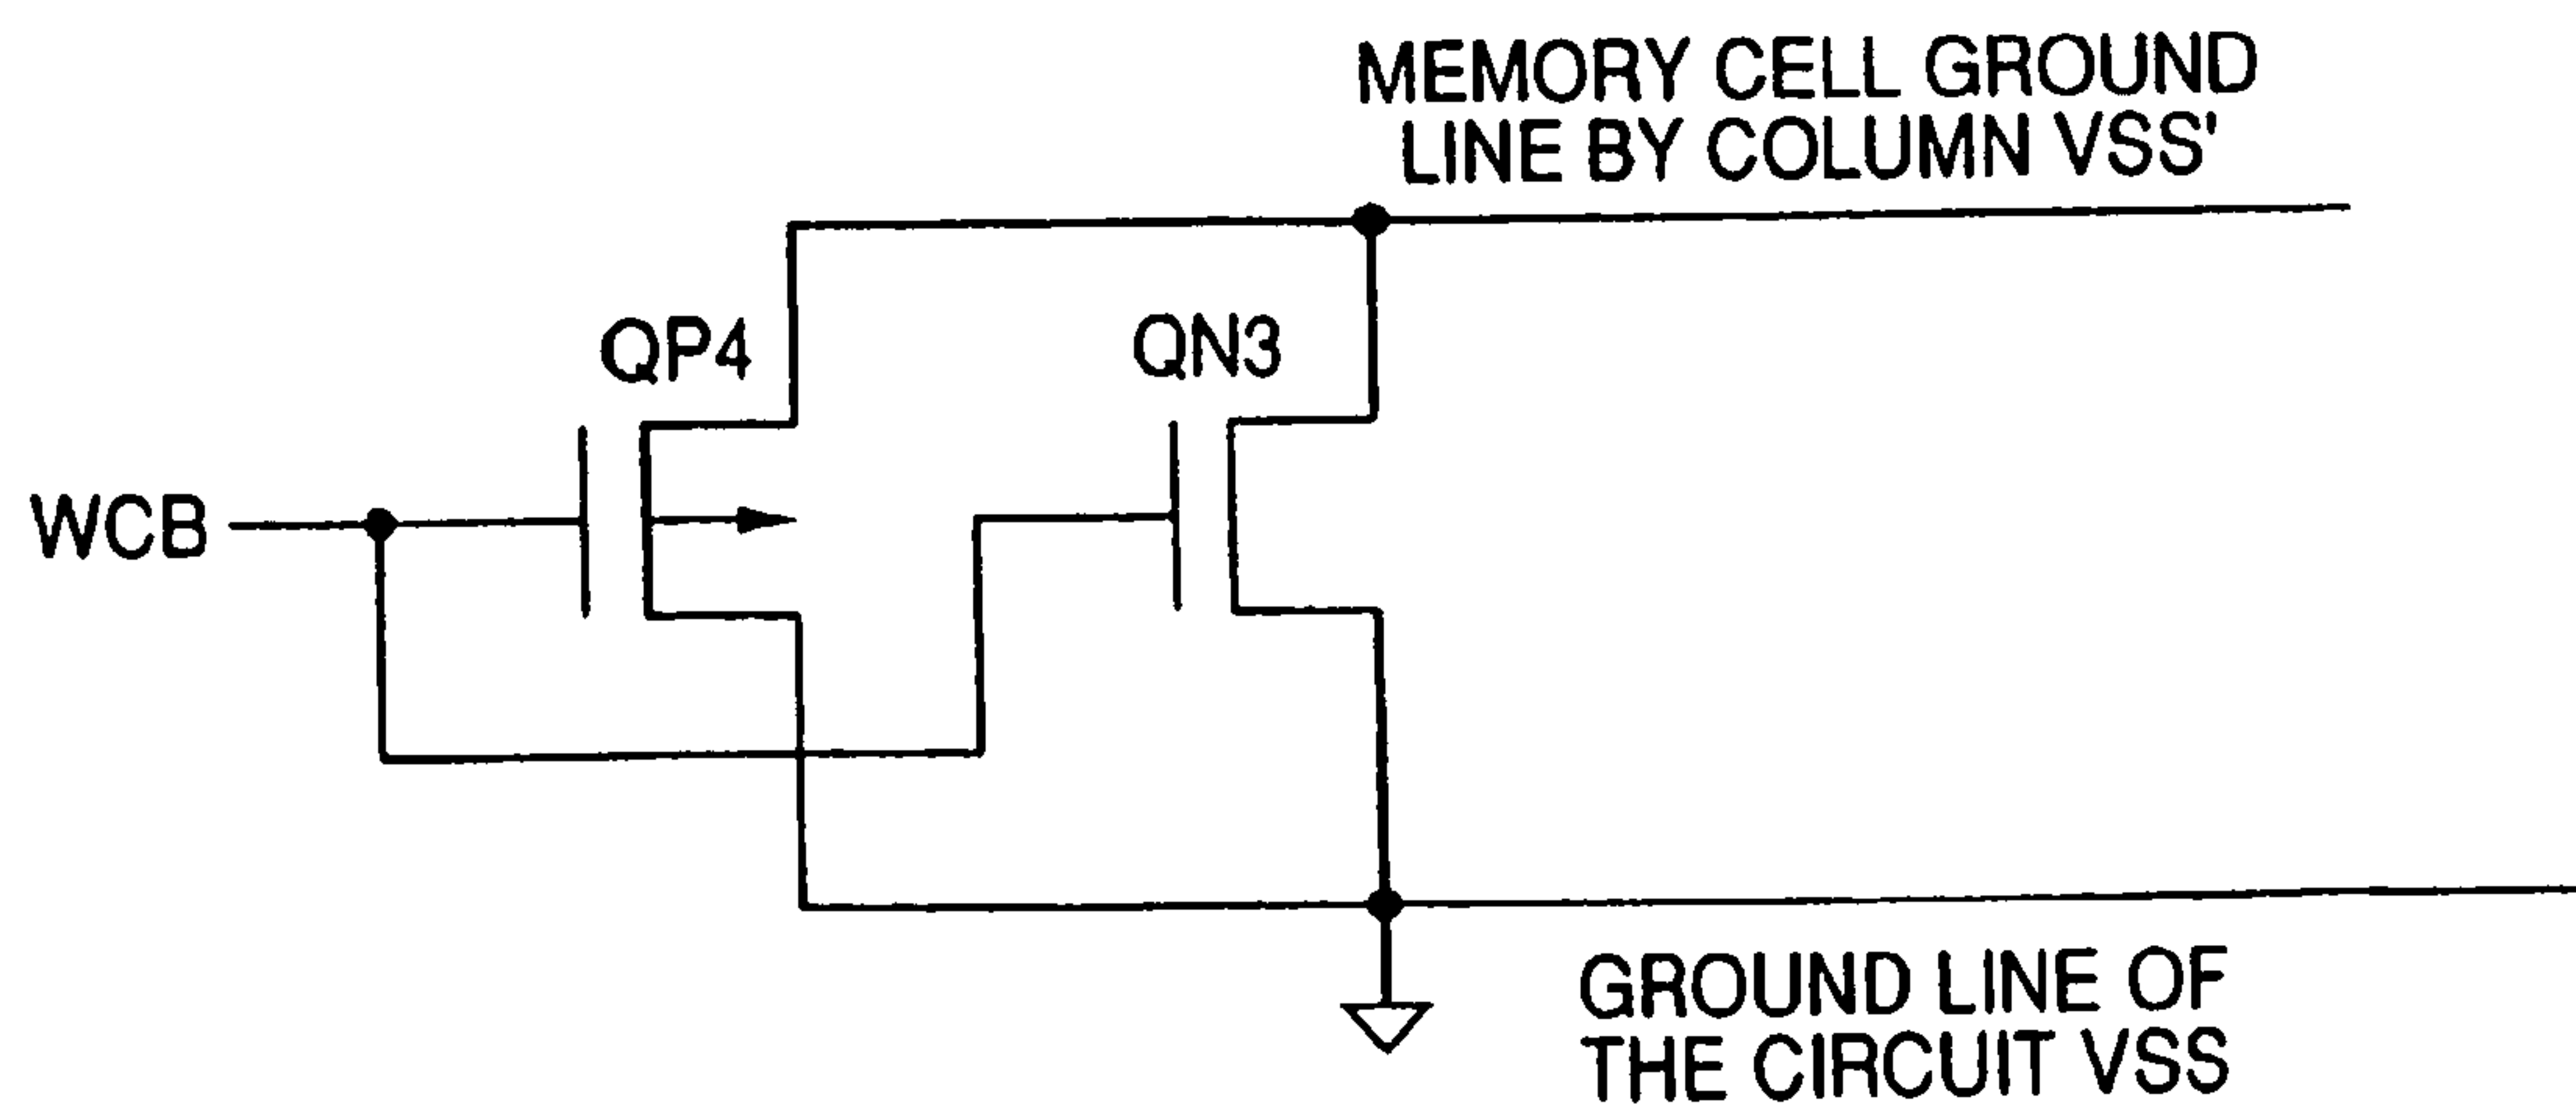 MEMORY CELL GROUND
LINE BY COLUMN VSS'
QP4
QN3
WCB
GROUND LINE OF
THE CIRCUIT VSS